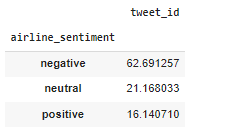 tweet_id
airline_sentiment
negative 62.691257
neutral 21.168033
positive 16.140710